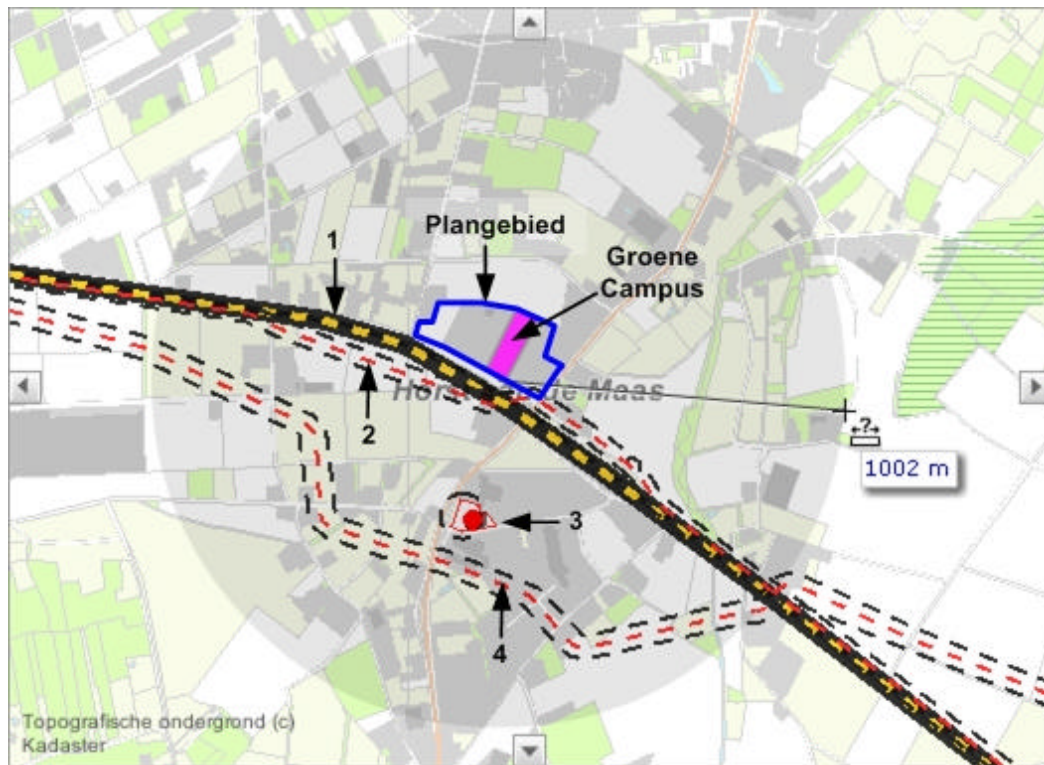 Plangebied
1
Groene
Campus
Horst aan de Maas
2
?
1002 m
3
4
Topografische ondergrond (c)
Kadaster